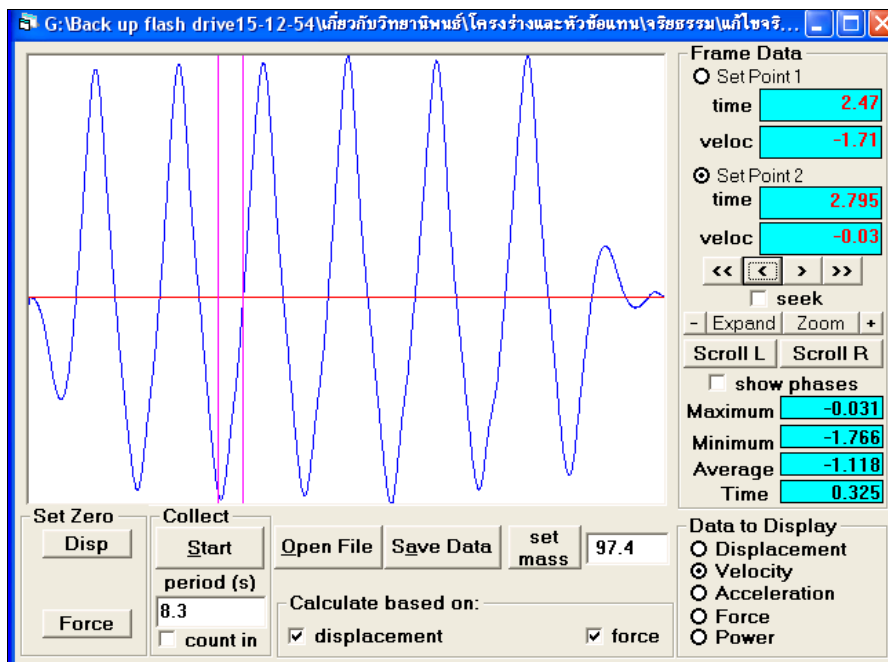 G:\Back up flash drive15-12-54\เกี่ยวกับวิทยานิพนธ์\โครงร่างและหัวข้อแทน\จริยธรรม\แก้ไขจริ...
Frame Data
Set Point 1
time 2.47
veloc -1.71
Set Point 2
time 2.795
veloc -0.03
<< < > >>
seek
- Expand Zoom +
Scroll L Scroll R
show phases
Maximum -0.031
Minimum -1.766
Average -1.118
Time 0.325
Set Zero
Disp
Force
Collect
Start
period (s)
8.3
count in
Open File Save Data set mass 97.4
Calculate based on:
displacement force
Data to Display
Displacement
Velocity
Acceleration
Force
Power